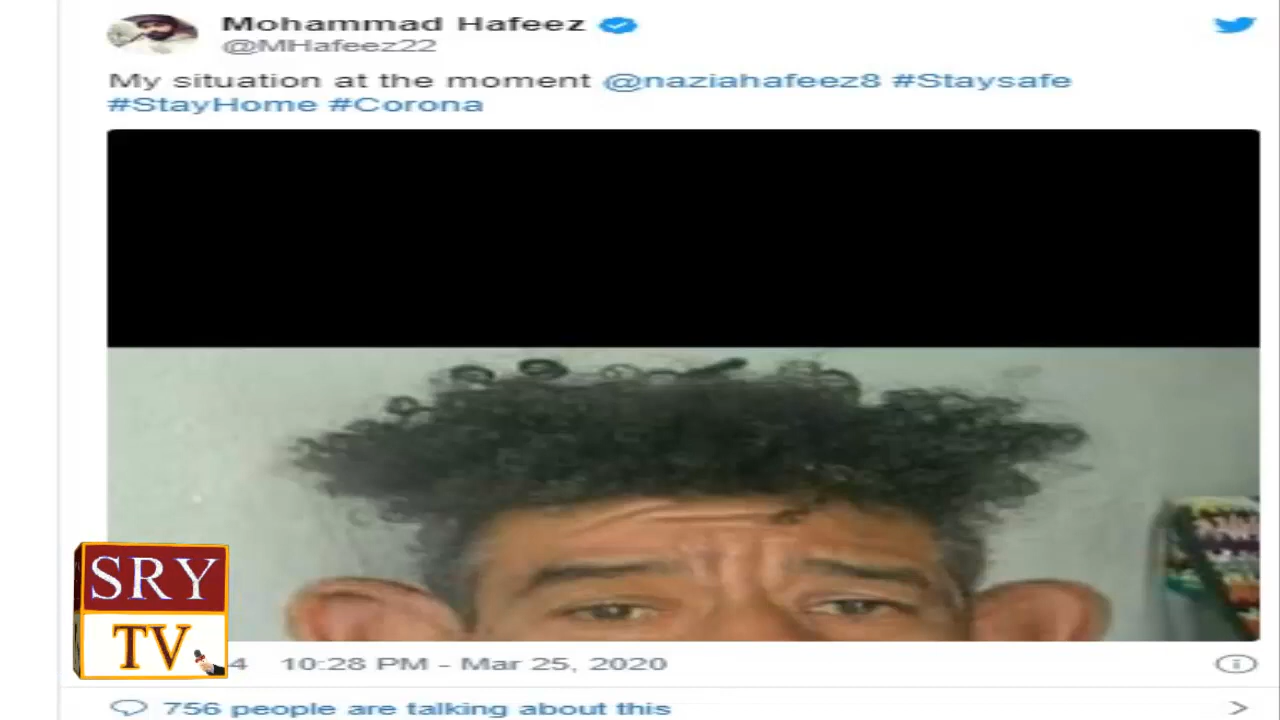 Mohammad Hafeez
@MHafeez22
My situation at the moment @naziahafeez8 #Staysafe
#StayHome #Corona
SRY
TV
4 10:28 PM - Mar 25, 2020
756 people are talking about this